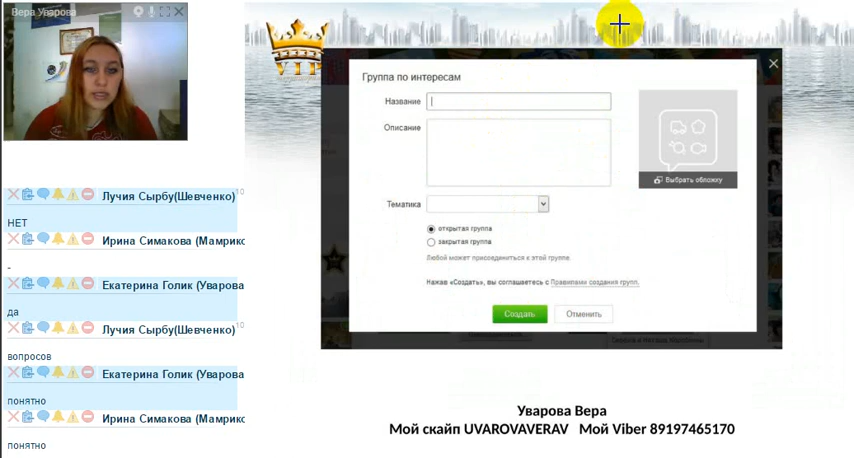 Вера Уварова
VIP
Группа по интересам
Название
Описание
Выбрать обложку
Тематика
открытая группа
закрытая группа
Любой может присоединиться к этой группе.
Нажав «Создать», вы соглашаетесь с Правилами создания групп.
Создать
Отменить
Лучия Сырбу(Шевченко)
НЕТ
Ирина Симакова (Мамрикс
-
Екатерина Голик (Уварова
да
Лучия Сырбу(Шевченко)
вопросов
Екатерина Голик (Уварова
понятно
Ирина Симакова (Мамрикс
понятно
Уварова Вера
Мой скайп UVAROVAVERAV Мой Viber 89197465170